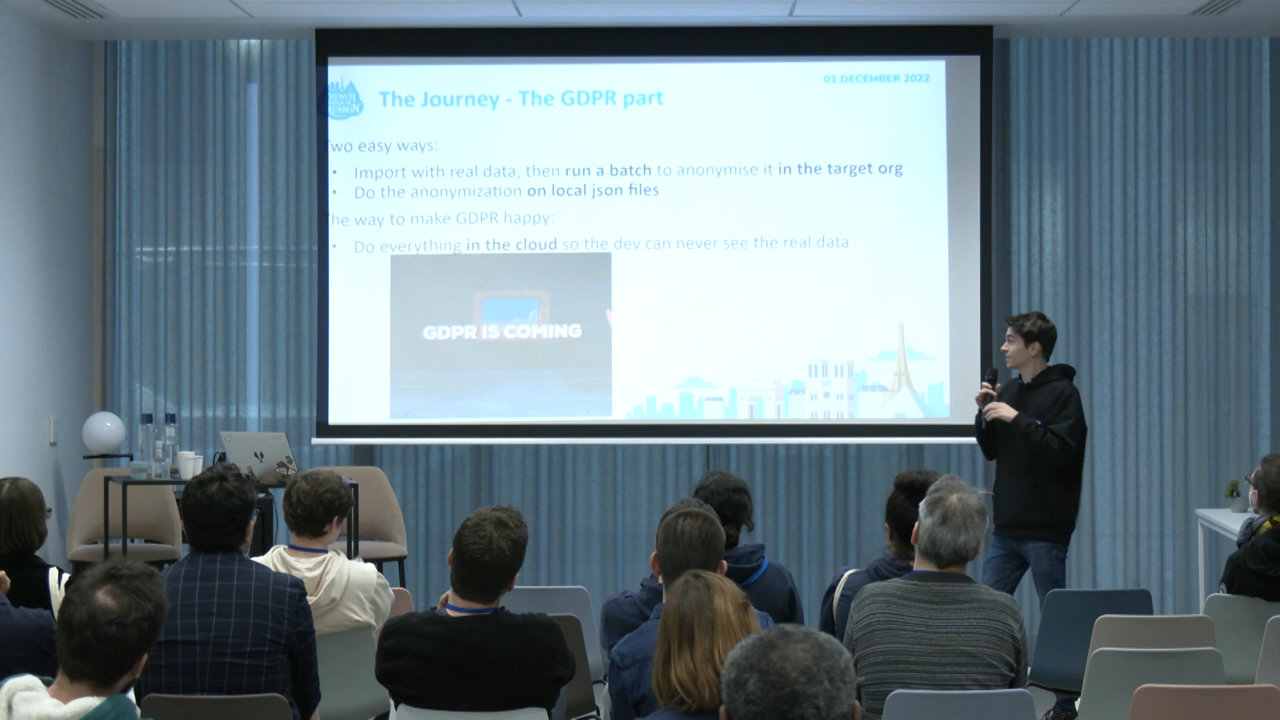 01 DECEMBER 2022
The Journey - The GDPR part
Two easy ways:
• Import with real data, then run a batch to anonymise it in the target org
• Do the anonymization on local json files
The way to make GDPR happy:
• Do everything in the cloud so the dev can never see the real data
GDPR IS COMING